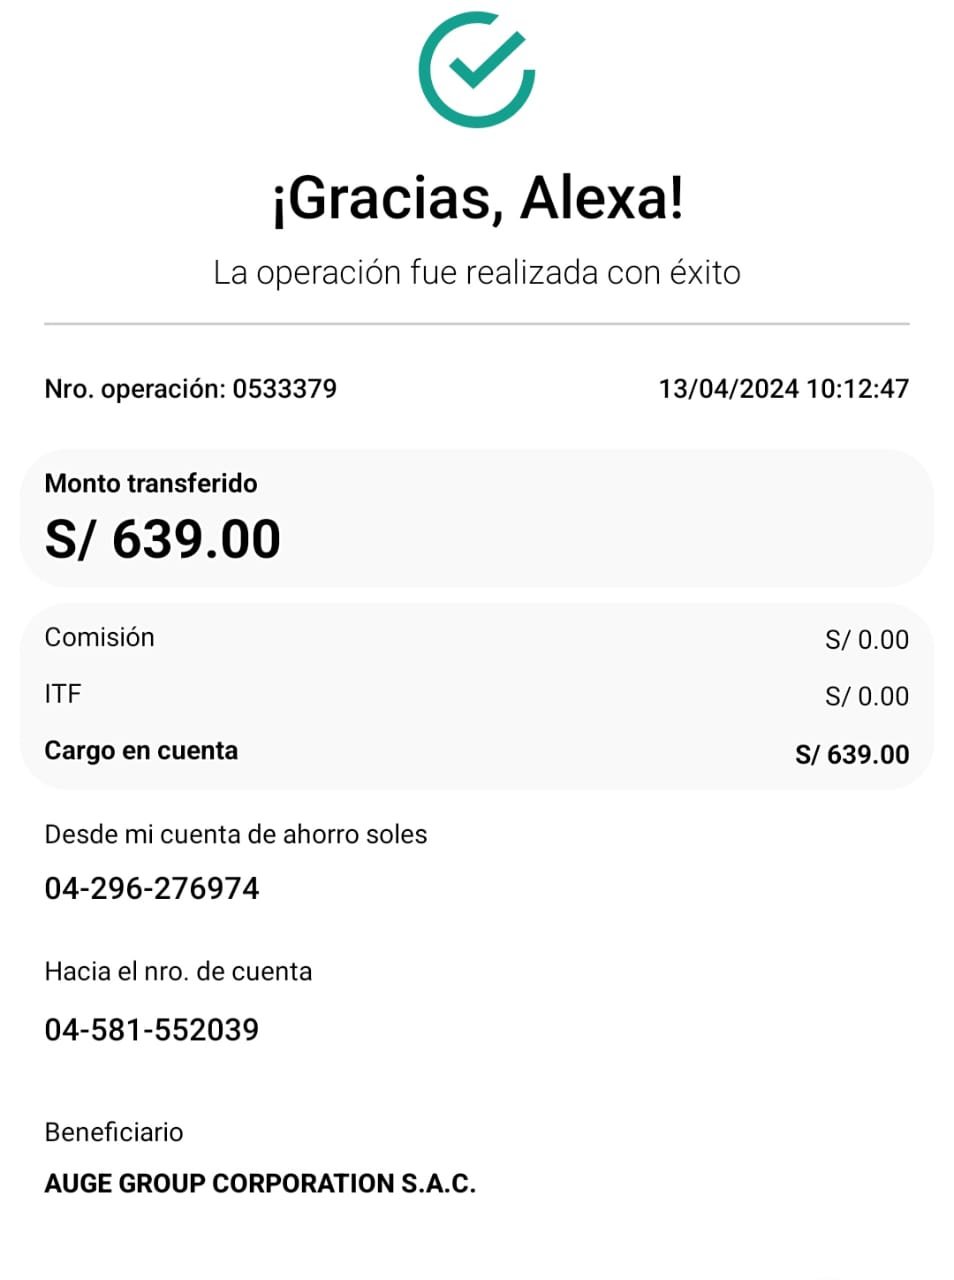 ¡Gracias, Alexa!
La operación fue realizada con éxito
Nro. operación: 0533379 13/04/2024 10:12:47
Monto transferido
S/ 639.00
Comisión S/ 0.00
ITF S/ 0.00
Cargo en cuenta S/ 639.00
Desde mi cuenta de ahorro soles
04-296-276974
Hacia el nro. de cuenta
04-581-552039
Beneficiario
AUGE GROUP CORPORATION S.A.C.